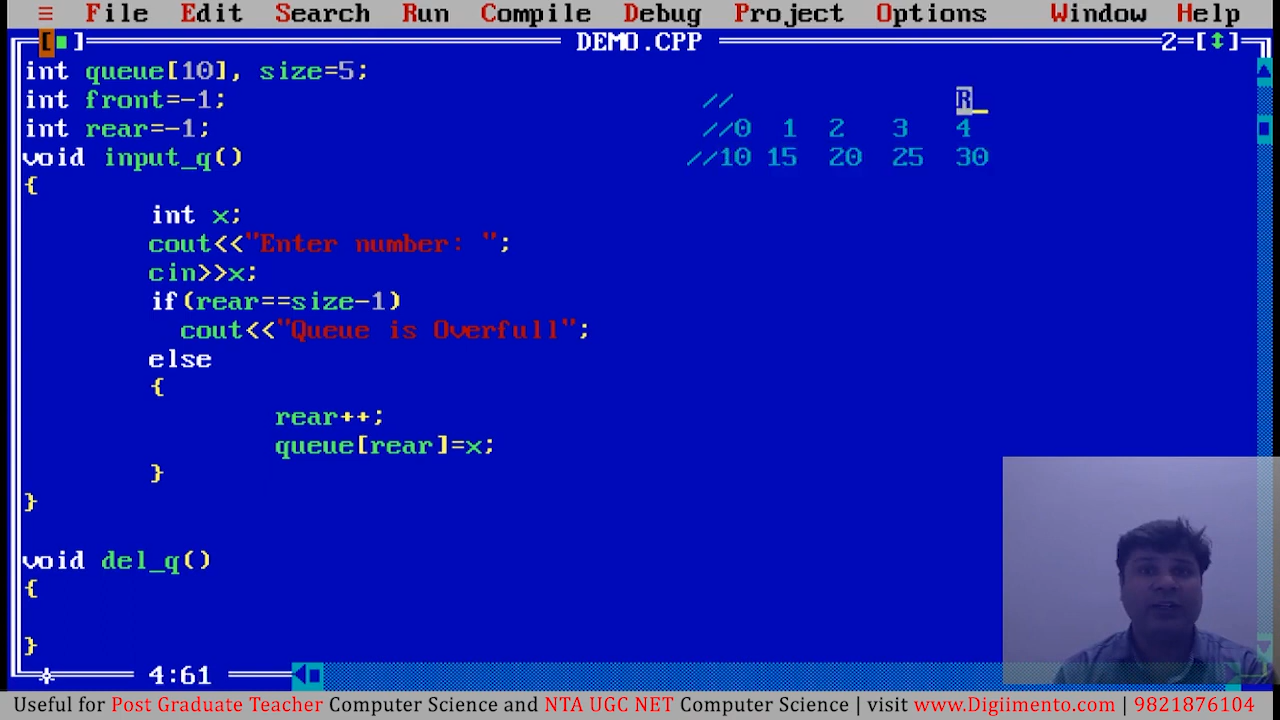 ≡ File Edit Search Run Compile Debug Project Options Window Help
[■] DEMO.CPP 2=[↕]
int queue[10], size=5;
int front=-1; // R_
int rear=-1; //0 1 2 3 4
void input_q() //10 15 20 25 30
{
int x;
cout<<"Enter number: ";
cin>>x;
if(rear==size-1)
cout<<"Queue is Overfull";
else
{
rear++;
queue[rear]=x;
}
}
void del_q()
{
}
4:61
Useful for Post Graduate Teacher Computer Science and NTA UGC NET Computer Science | visit www.Digiimento.com | 9821876104